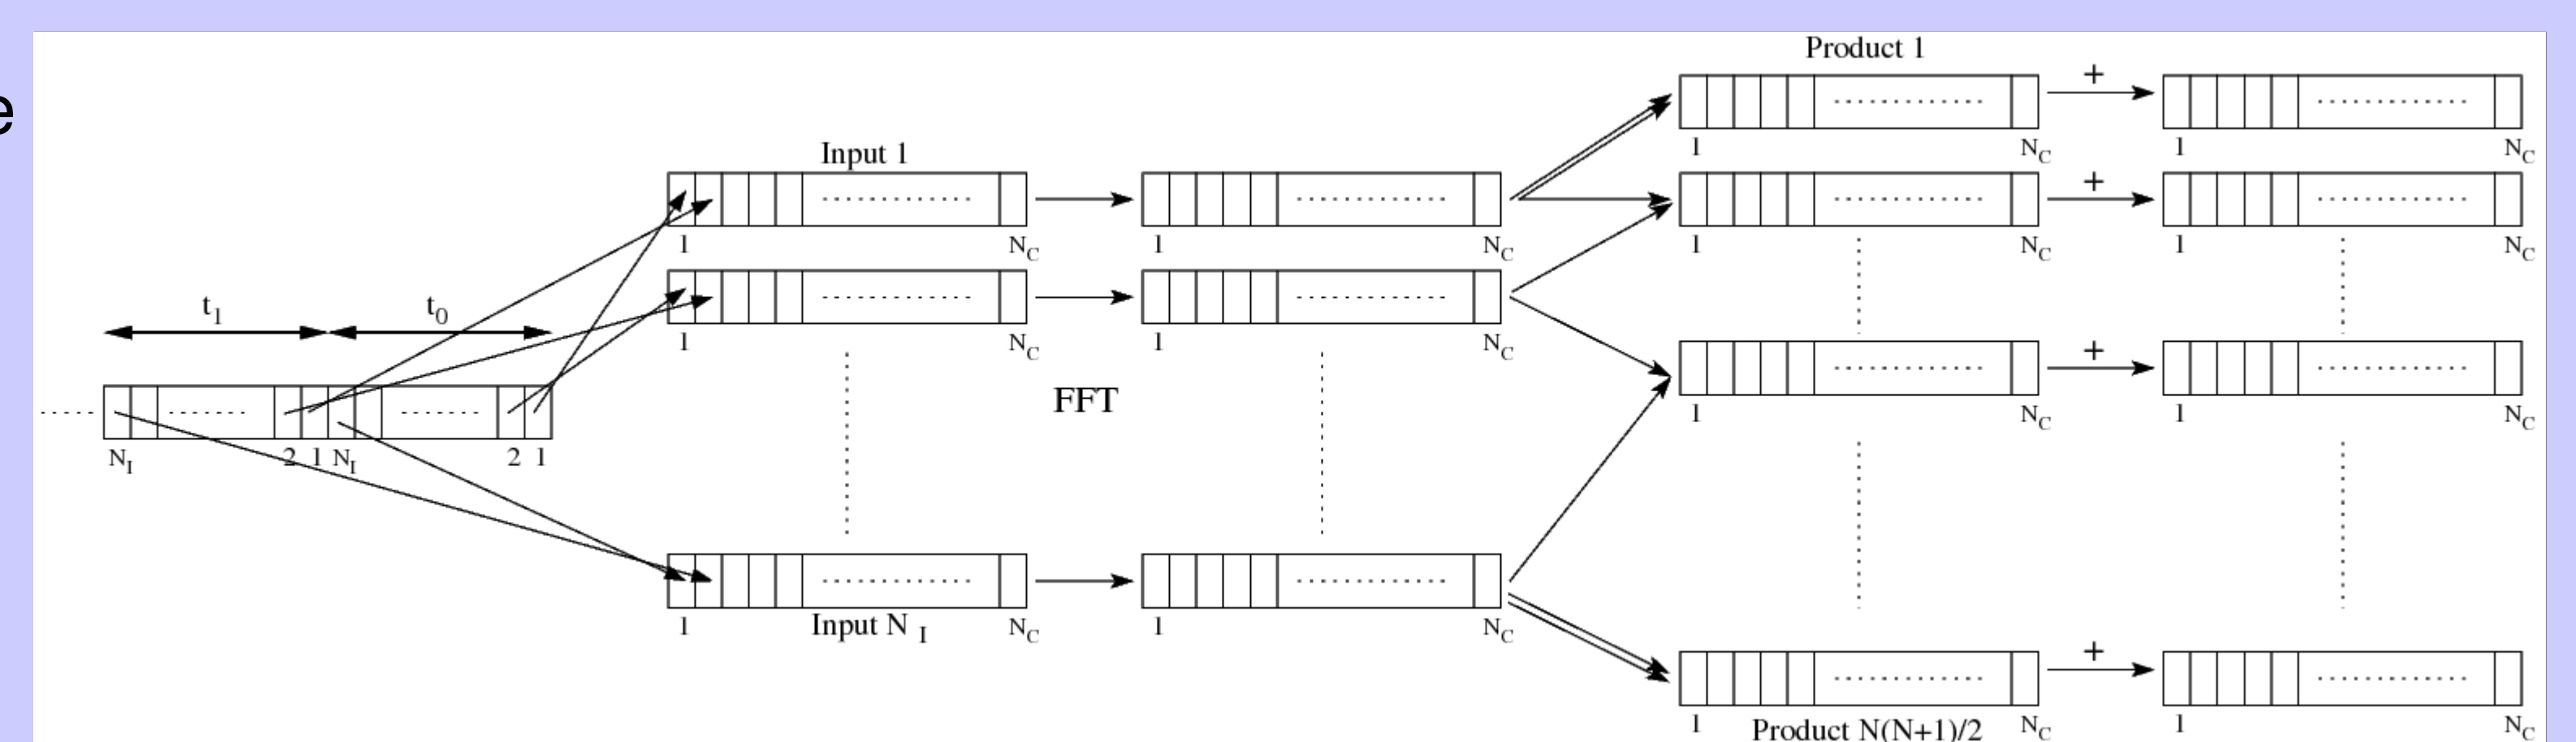 e
Product 1
+
1 N_C 1 N_C
Input 1
+
1 N_C 1 N_C
1 N_C 1 N_C
t_1 t_0
1 N_C 1 N_C
+
FFT
1 N_C 1 N_C
N_I 2 1 N_I 2 1
1 Input N_I N_C 1 N_C
+
1 Product N(N+1)/2 N_C 1 N_C